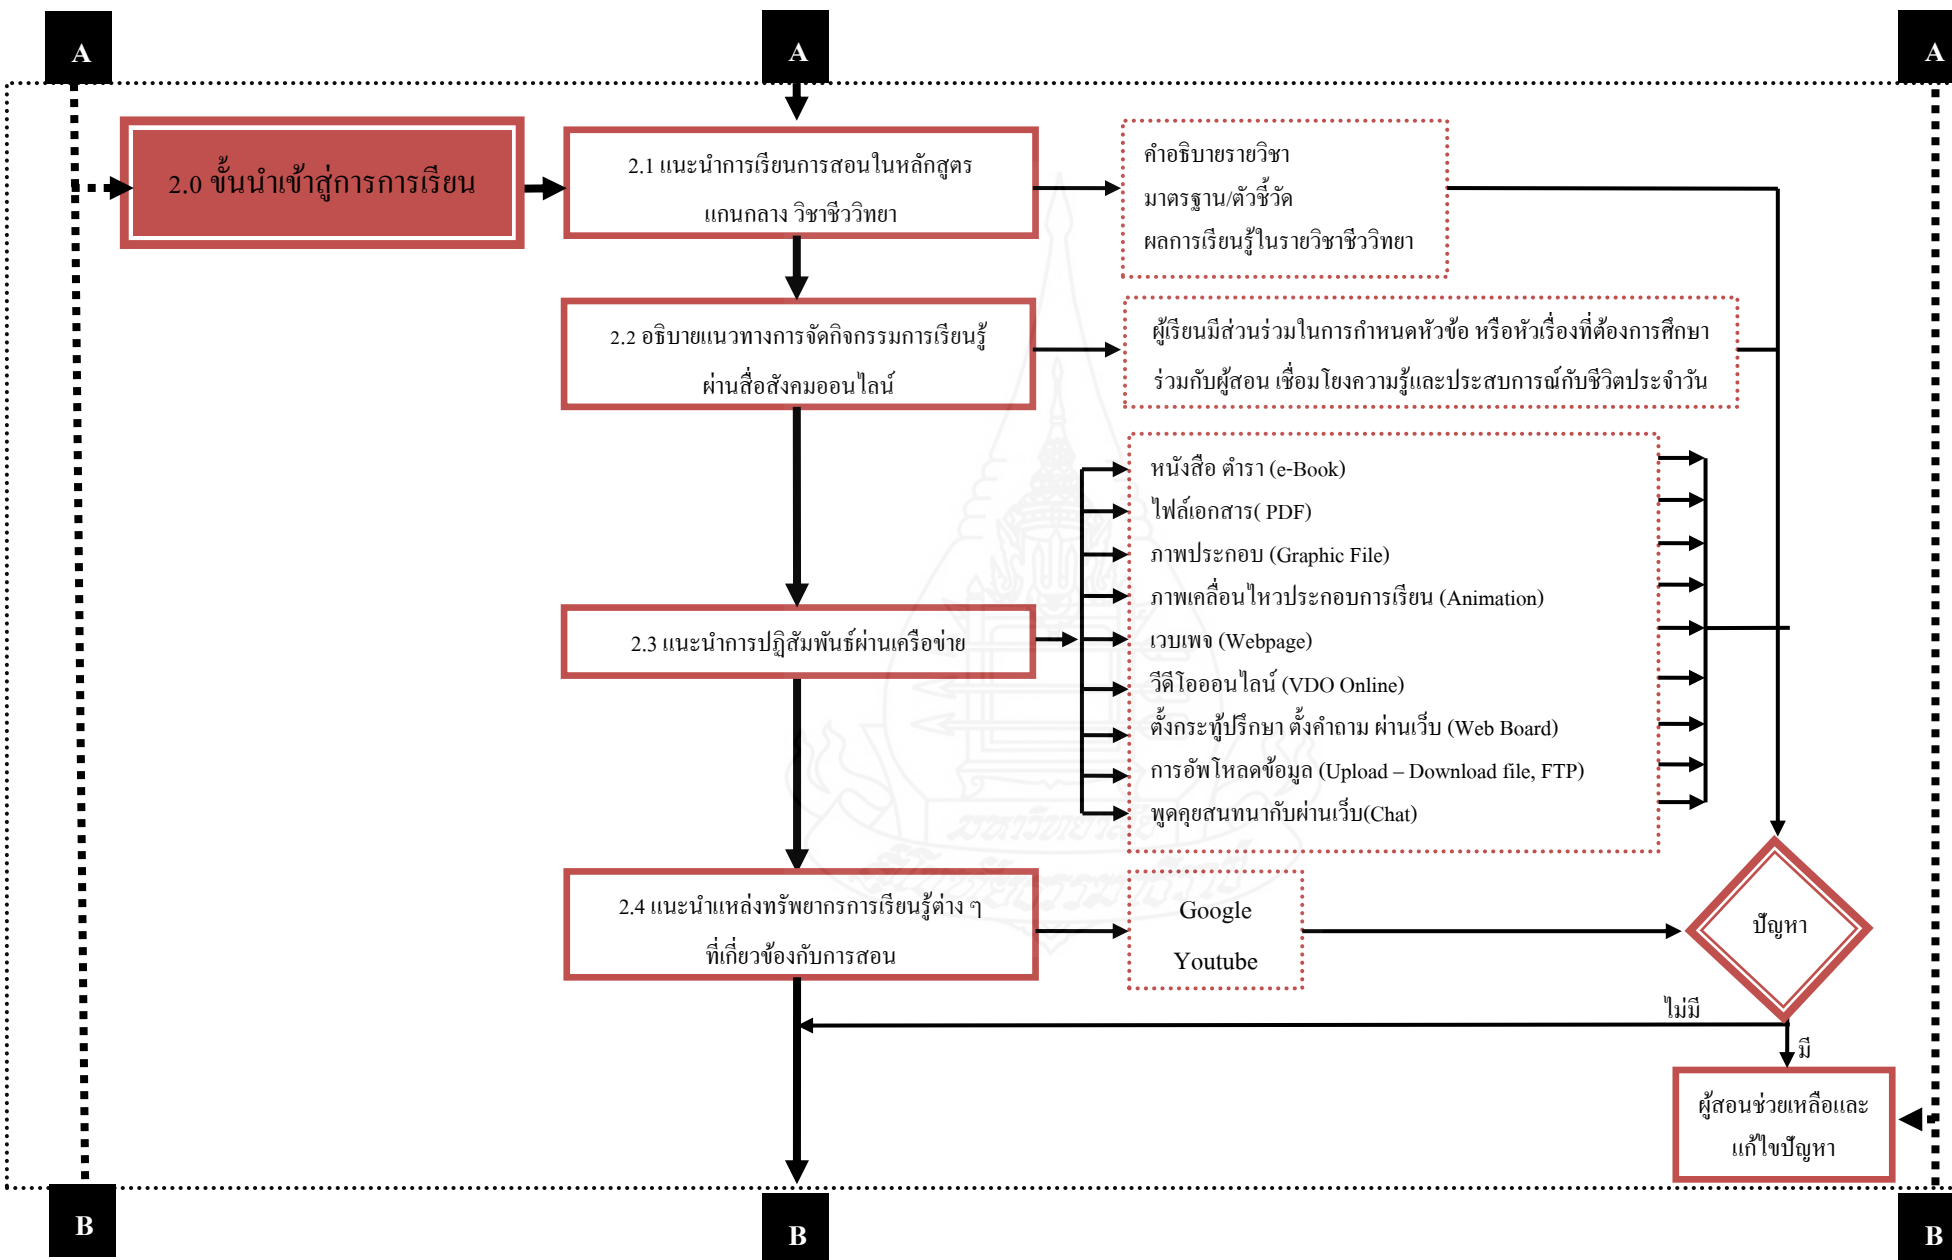 A
A
A
2.0 ขั้นนำเข้าสู่การการเรียน
2.1 แนะนำการเรียนการสอนในหลักสูตร
แกนกลาง วิชาชีววิทยา
คำอธิบายรายวิชา
มาตรฐาน/ตัวชี้วัด
ผลการเรียนรู้ในรายวิชาชีววิทยา
2.2 อธิบายแนวทางการจัดกิจกรรมการเรียนรู้
ผ่านสื่อสังคมออนไลน์
ผู้เรียนมีส่วนร่วมในการกำหนดหัวข้อ หรือหัวเรื่องที่ต้องการศึกษา
ร่วมกับผู้สอน เชื่อมโยงความรู้และประสบการณ์กับชีวิตประจำวัน
2.3 แนะนำการปฏิสัมพันธ์ผ่านเครือข่าย
หนังสือ ตำรา (e-Book)
ไฟล์เอกสาร( PDF)
ภาพประกอบ (Graphic File)
ภาพเคลื่อนไหวประกอบการเรียน (Animation)
เวบเพจ (Webpage)
วีดีโอออนไลน์ (VDO Online)
ตั้งกระทู้ปรึกษา ตั้งคำถาม ผ่านเว็บ (Web Board)
การอัพโหลดข้อมูล (Upload – Download file, FTP)
พูดคุยสนทนากับผ่านเว็บ(Chat)
มหาวิทยาลัย
สุโขทัยธรรมาธิราช
2.4 แนะนำแหล่งทรัพยากรการเรียนรู้ต่าง ๆ
ที่เกี่ยวข้องกับการสอน
Google
Youtube
ปัญหา
ไม่มี
มี
ผู้สอนช่วยเหลือและ
แก้ไขปัญหา
B
B
B